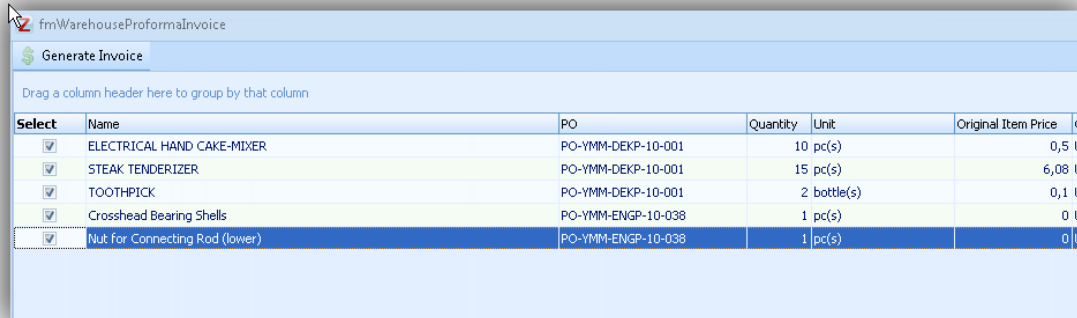 fmWarehouseProformaInvoice
Generate Invoice
Drag a column header here to group by that column
Select Name PO Quantity Unit Original Item Price
ELECTRICAL HAND CAKE-MIXER PO-YMM-DEKP-10-001 10 pc(s) 0,5
STEAK TENDERIZER PO-YMM-DEKP-10-001 15 pc(s) 6,08
TOOTHPICK PO-YMM-DEKP-10-001 2 bottle(s) 0,1
Crosshead Bearing Shells PO-YMM-ENGP-10-038 1 pc(s) 0
Nut for Connecting Rod (lower) PO-YMM-ENGP-10-038 1 pc(s) 0